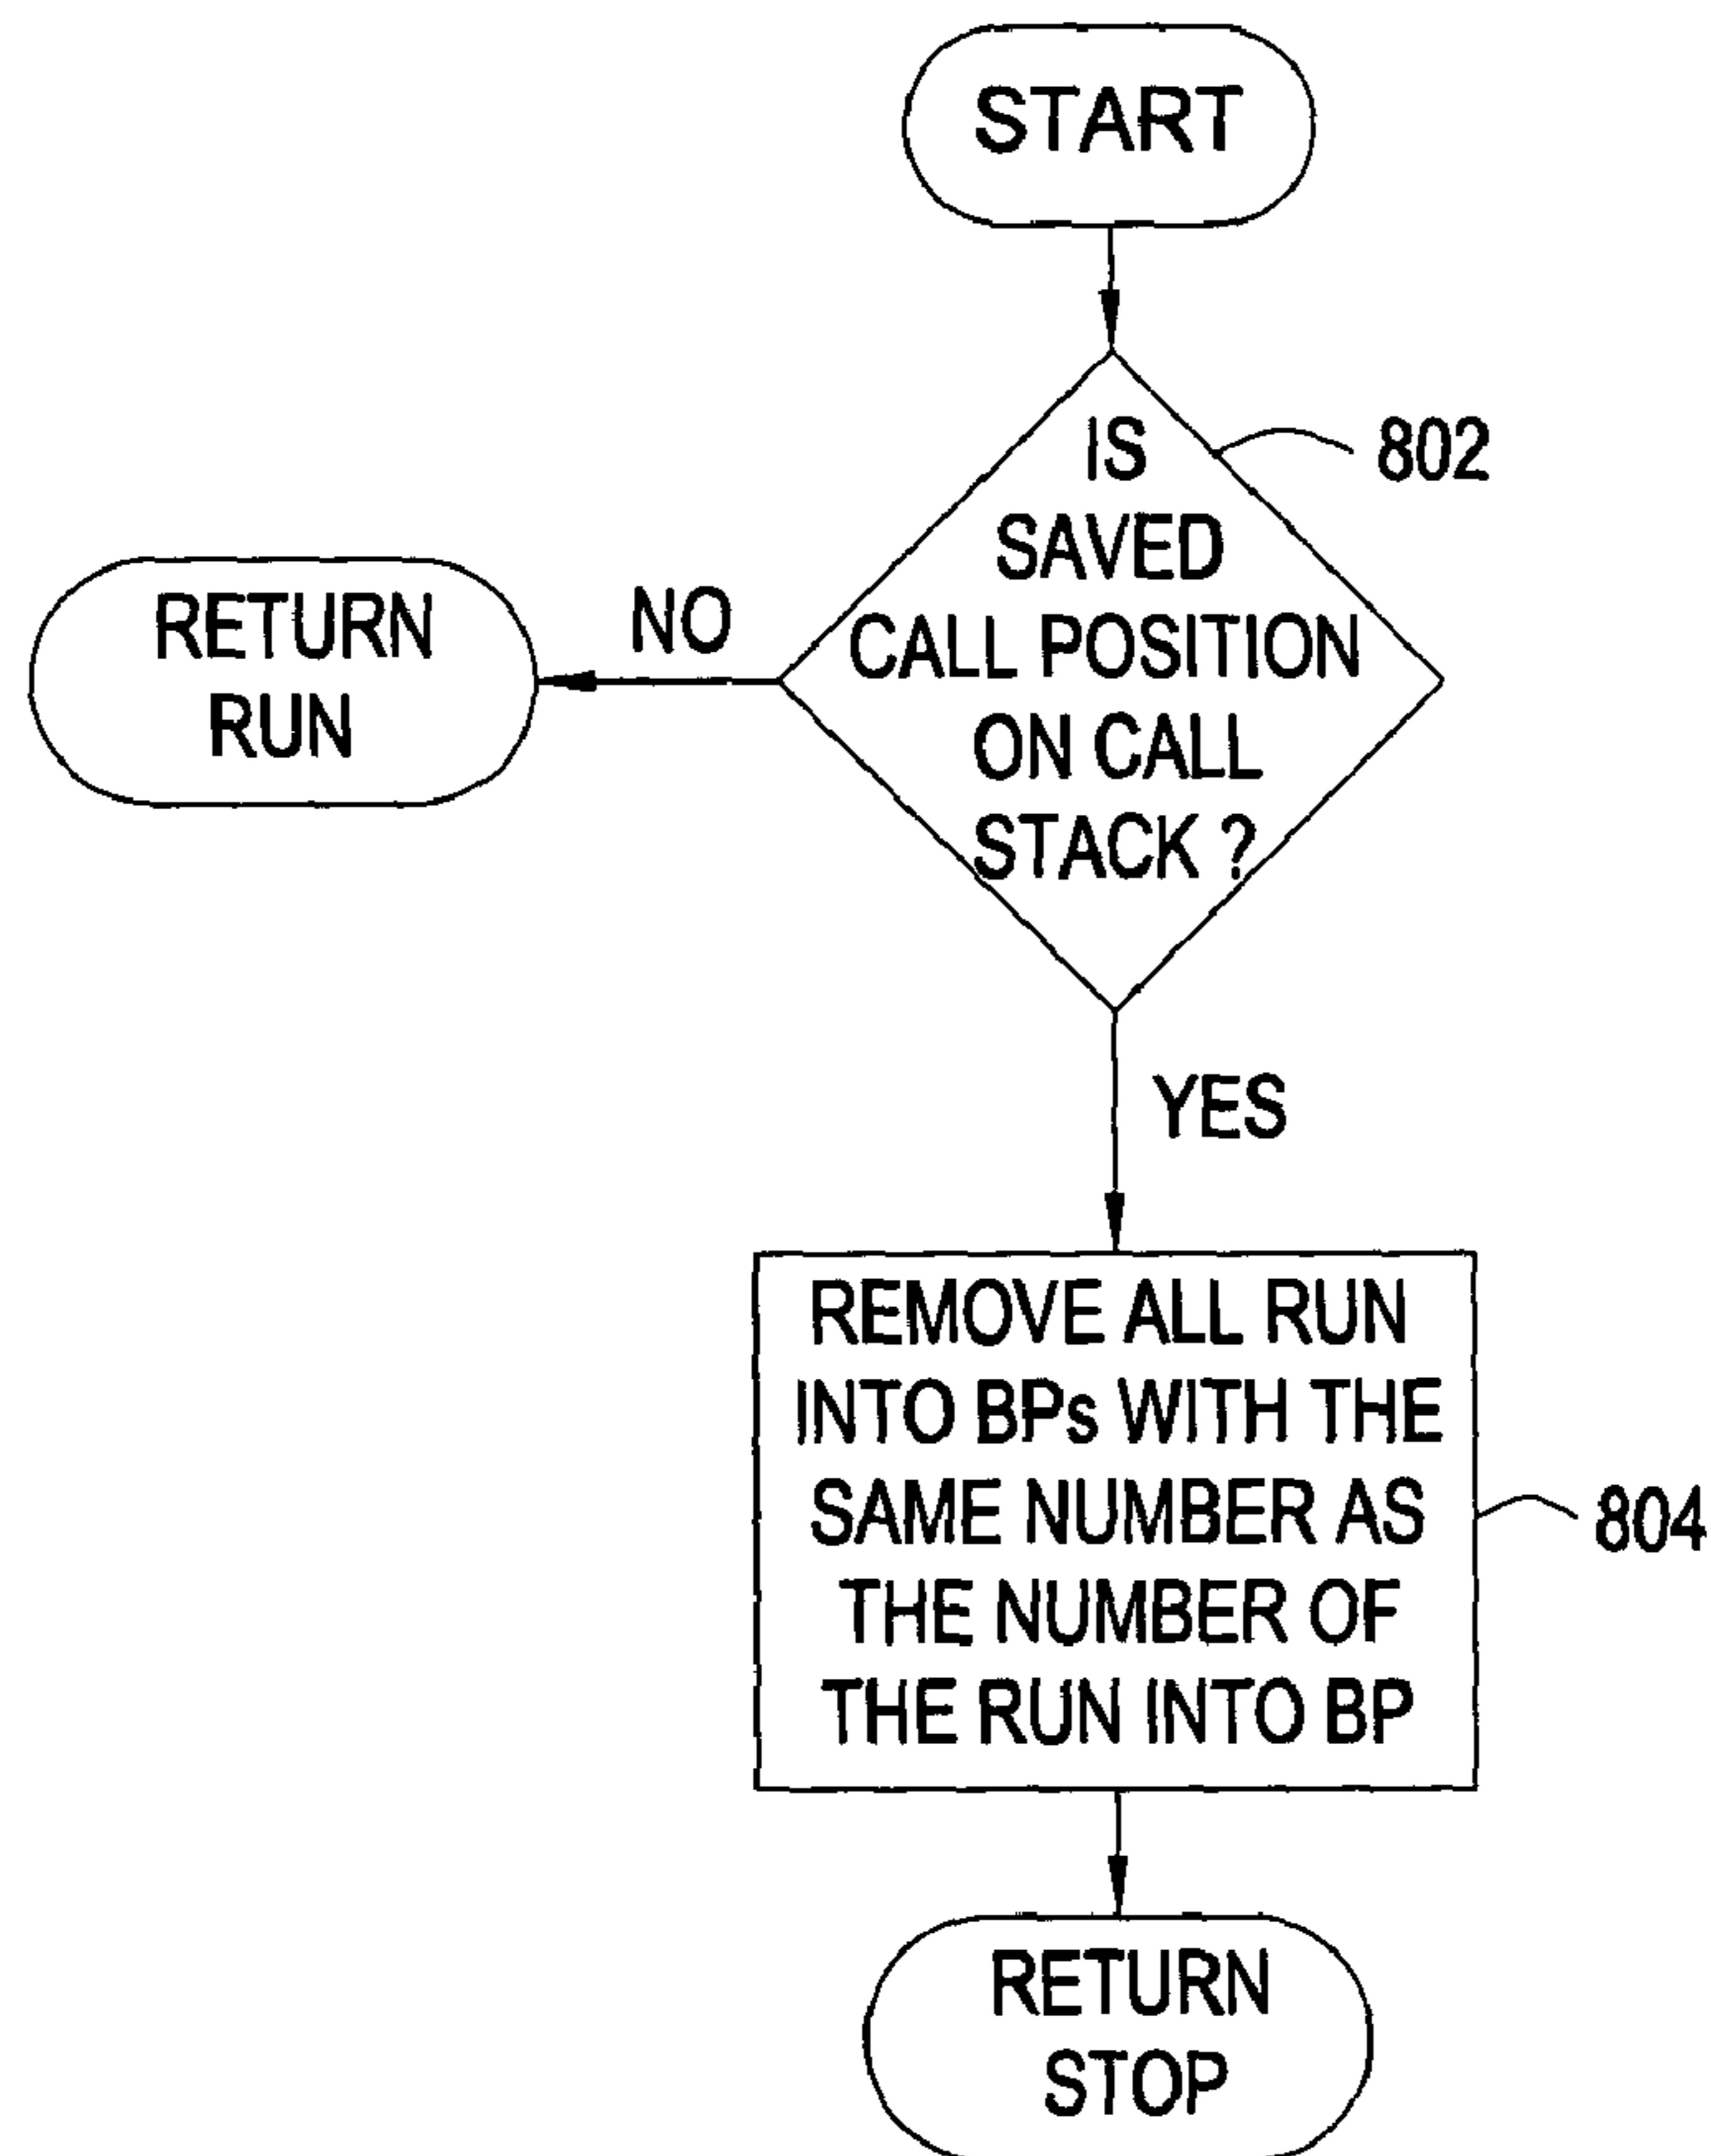 START
IS
SAVED
CALL POSITION
ON CALL
STACK ?
802
NO
RETURN
RUN
YES
REMOVE ALL RUN
INTO BPs WITH THE
SAME NUMBER AS
THE NUMBER OF
THE RUN INTO BP
804
RETURN
STOP